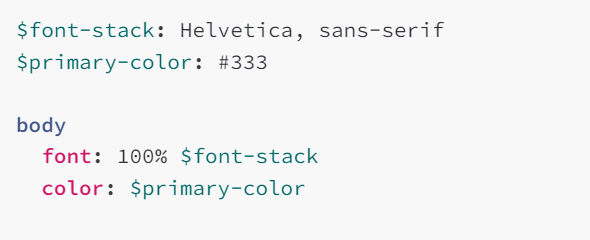 $font-stack: Helvetica, sans-serif
$primary-color: #333
body
font: 100% $font-stack
color: $primary-color